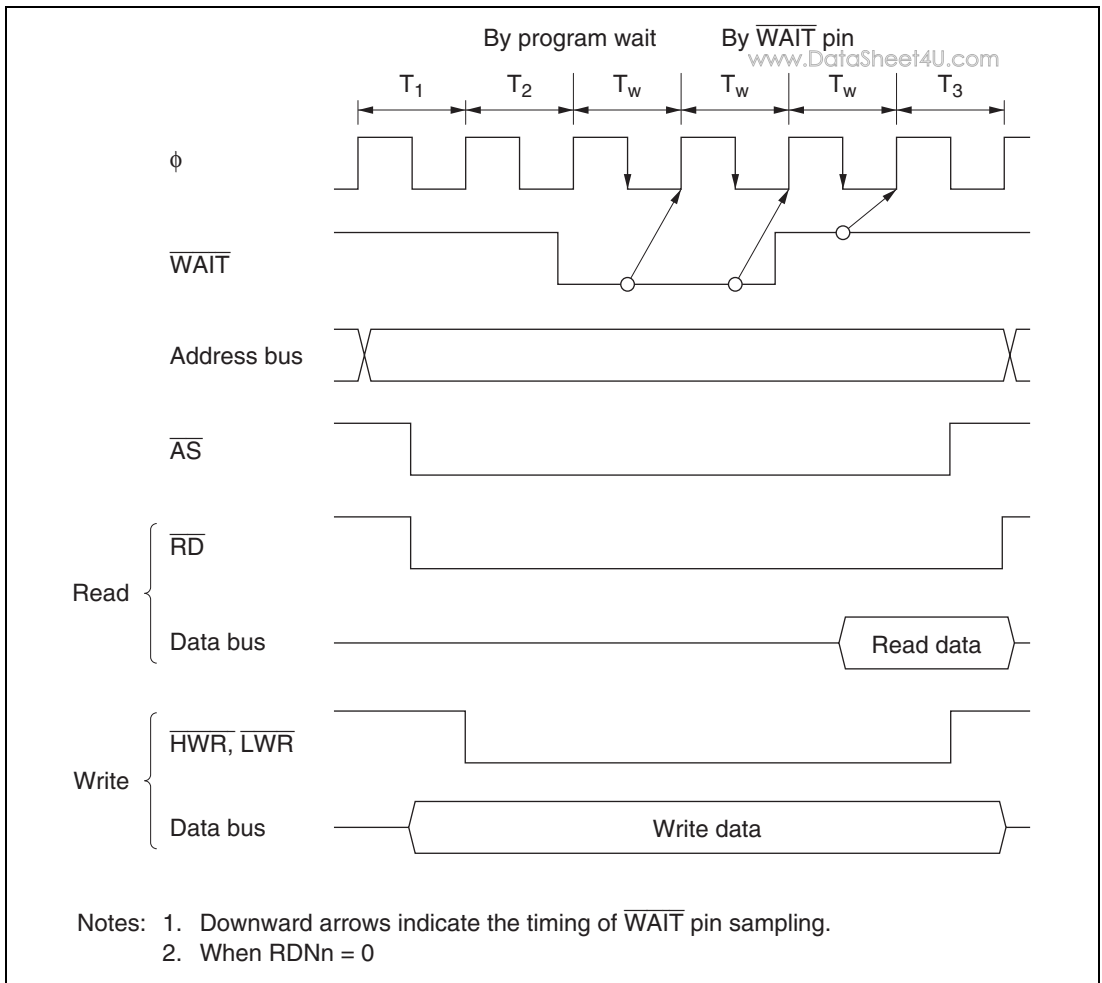 By program wait By WAIT pin
www.DataSheet4U.com
T1 T2 Tw Tw Tw T3
ϕ
WAIT
Address bus
AS
RD
Read
Data bus Read data
HWR, LWR
Write
Data bus Write data
Notes: 1. Downward arrows indicate the timing of WAIT pin sampling.
2. When RDNn = 0